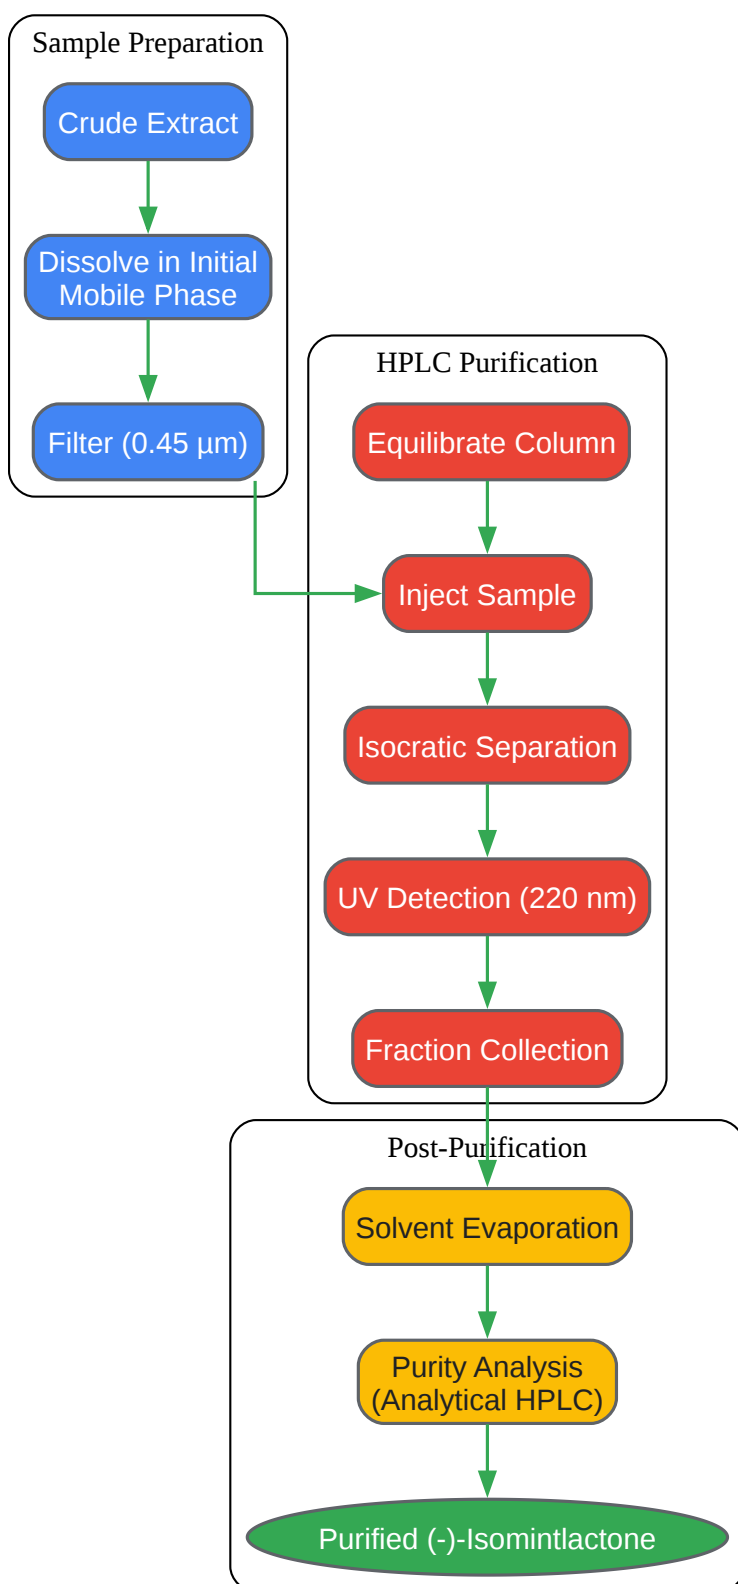 Sample Preparation
Crude Extract
Dissolve in Initial
Mobile Phase
Filter (0.45 µm)
HPLC Purification
Equilibrate Column
Inject Sample
Isocratic Separation
UV Detection (220 nm)
Fraction Collection
Post-Purification
Solvent Evaporation
Purity Analysis
(Analytical HPLC)
Purified (-)-Isomintlactone